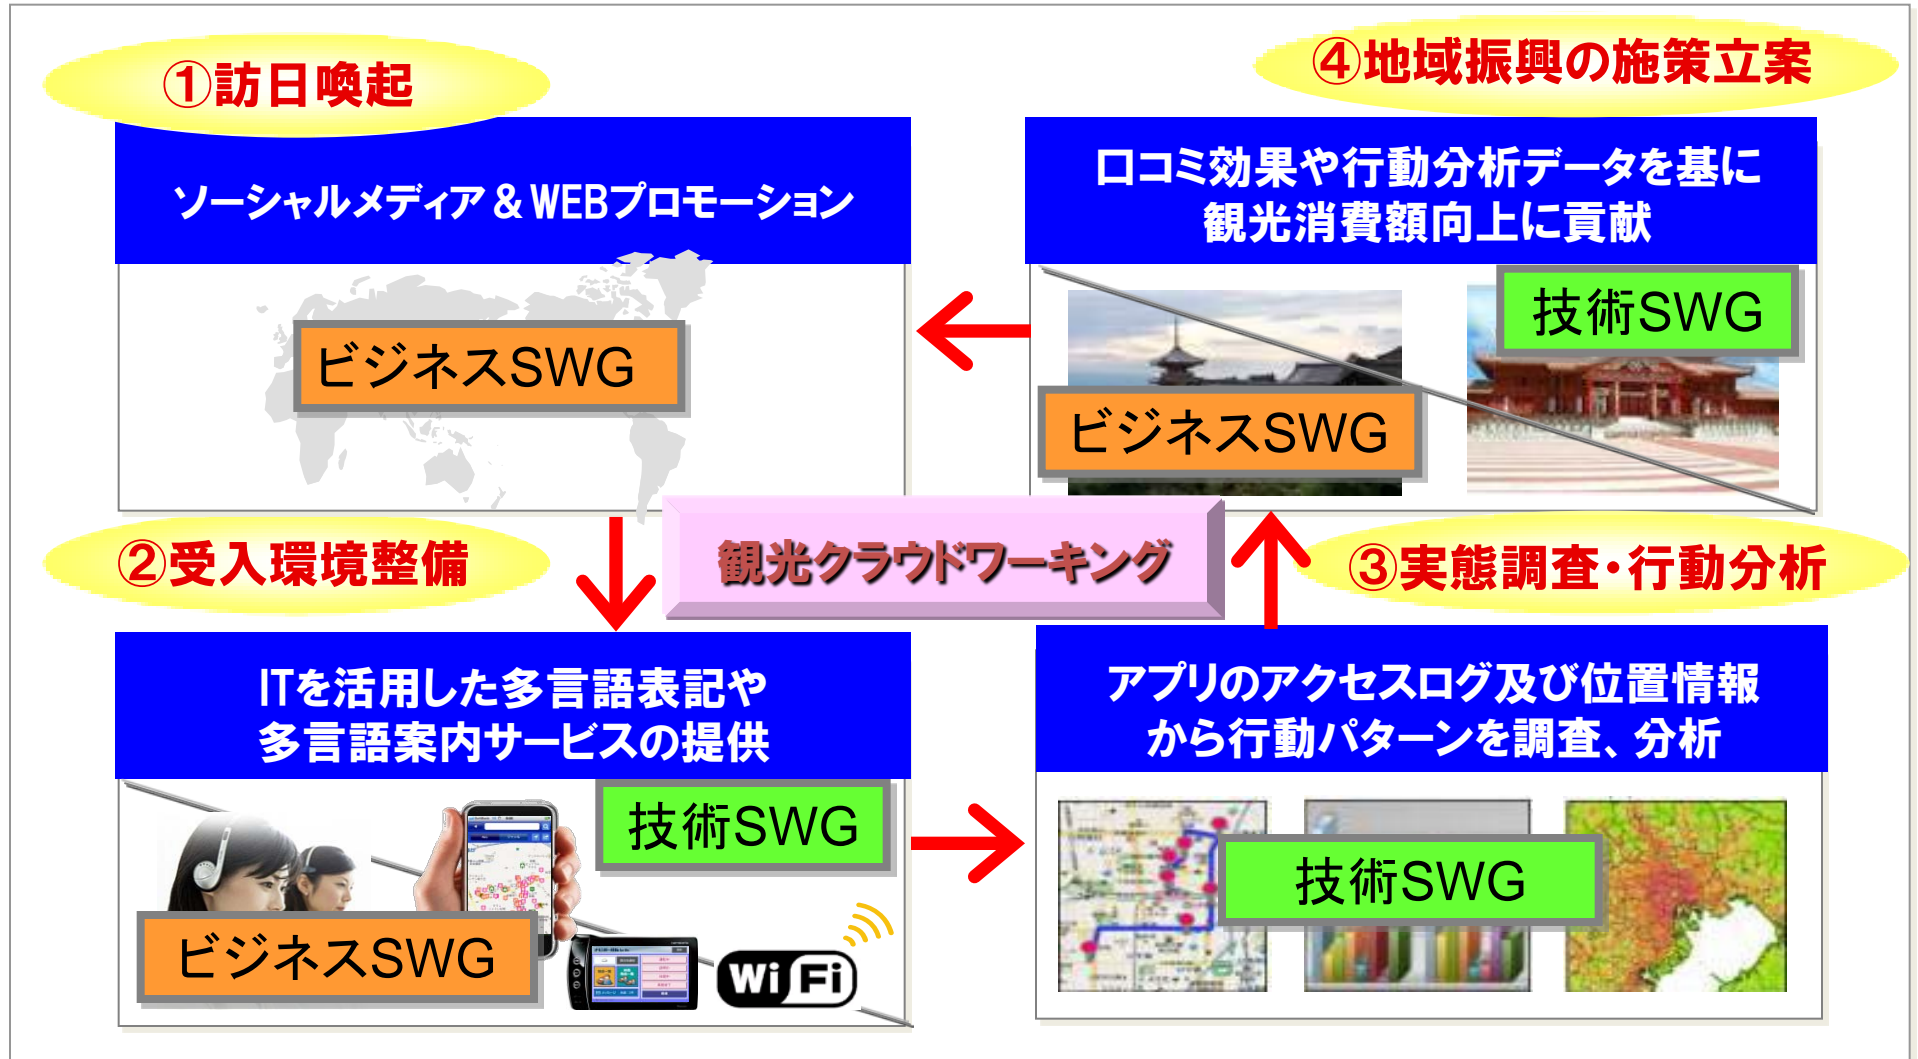 ①訪日喚起
ソーシャルメディア & WEBプロモーション
ビジネスSWG
④地域振興の施策立案
口コミ効果や行動分析データを基に
観光消費額向上に貢献
技術SWG
ビジネスSWG
観光クラウドワーキング
②受入環境整備
ITを活用した多言語表記や
多言語案内サービスの提供
技術SWG
ビジネスSWG
Wi Fi
③実態調査・行動分析
アプリのアクセスログ及び位置情報
から行動パターンを調査、分析
技術SWG